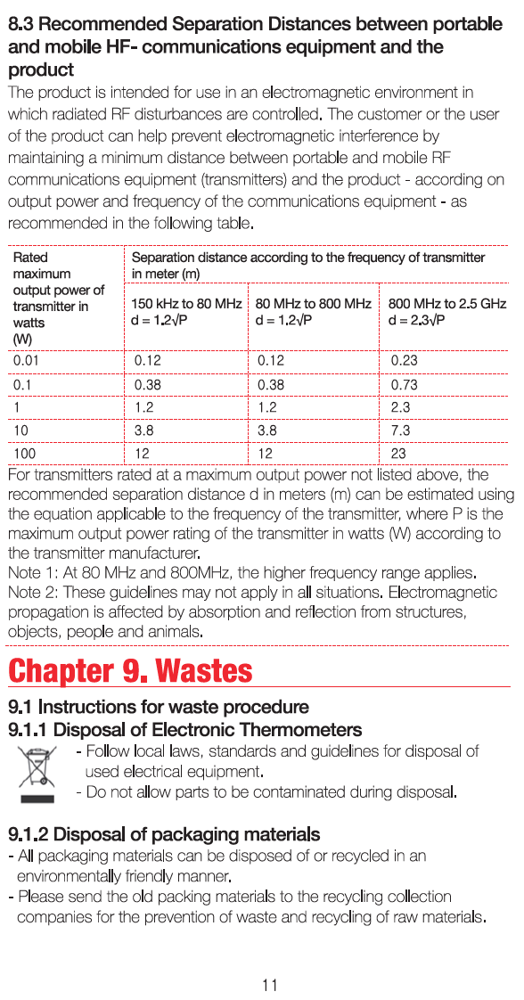 8.3 Recommended Separation Distances between portable
and mobile HF- communications equipment and the
product
The product is intended for use in an electromagnetic environment in
which radiated RF disturbances are controlled. The customer or the user
of the product can help prevent electromagnetic interference by
maintaining a minimum distance between portable and mobile RF
communications equipment (transmitters) and the product - according on
output power and frequency of the communications equipment - as
recommended in the following table.
Rated
maximum
output power of
transmitter in
watts
(W)
Separation distance according to the frequency of transmitter
in meter (m)
150 kHz to 80 MHz 80 MHz to 800 MHz 800 MHz to 2.5 GHz
d = 1.2√P d = 1.2√P d = 2.3√P
0.01 0.12 0.12 0.23
0.1 0.38 0.38 0.73
1 1.2 1.2 2.3
10 3.8 3.8 7.3
100 12 12 23
For transmitters rated at a maximum output power not listed above, the
recommended separation distance d in meters (m) can be estimated using
the equation applicable to the frequency of the transmitter, where P is the
maximum output power rating of the transmitter in watts (W) according to
the transmitter manufacturer.
Note 1: At 80 MHz and 800MHz, the higher frequency range applies.
Note 2: These guidelines may not apply in all situations. Electromagnetic
propagation is affected by absorption and reflection from structures,
objects, people and animals.
Chapter 9. Wastes
9.1 Instructions for waste procedure
9.1.1 Disposal of Electronic Thermometers
- Follow local laws, standards and guidelines for disposal of
used electrical equipment.
- Do not allow parts to be contaminated during disposal.
9.1.2 Disposal of packaging materials
- All packaging materials can be disposed of or recycled in an
environmentally friendly manner.
- Please send the old packing materials to the recycling collection
companies for the prevention of waste and recycling of raw materials.
11